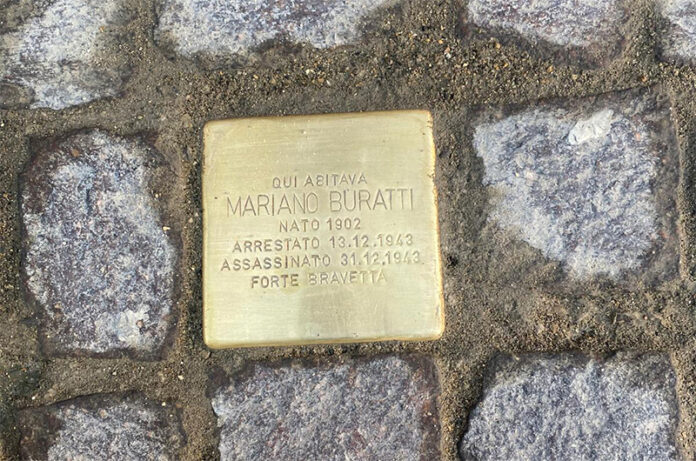 QUI ABITAVA
MARIANO BURATTI
NATO 1902
ARRESTATO 13.12.1943
ASSASSINATO 31.12.1943
FORTE BRAVETTA